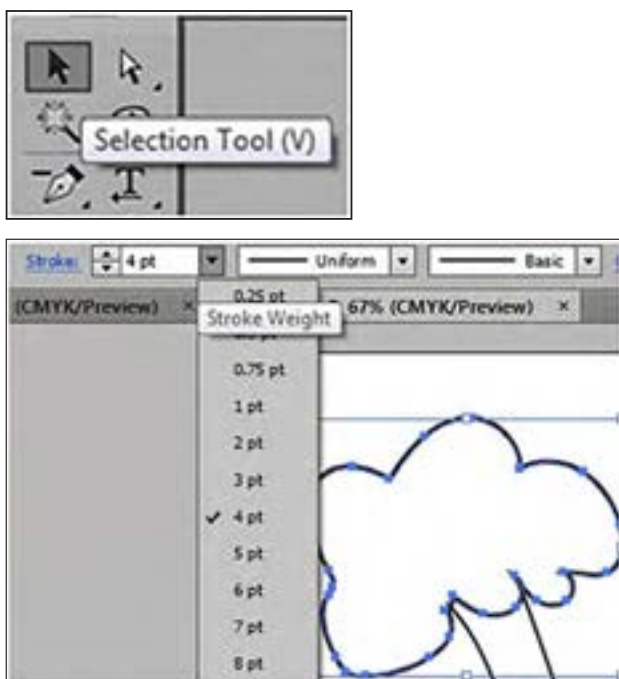 Selection Tool (V)
T
Stroke: 4 pt Uniform Basic
(CMYK/Preview) × 67% (CMYK/Preview) ×
0.25 pt
Stroke Weight
0.75 pt
1 pt
2 pt
3 pt
4 pt
5 pt
6 pt
7 pt
8 pt